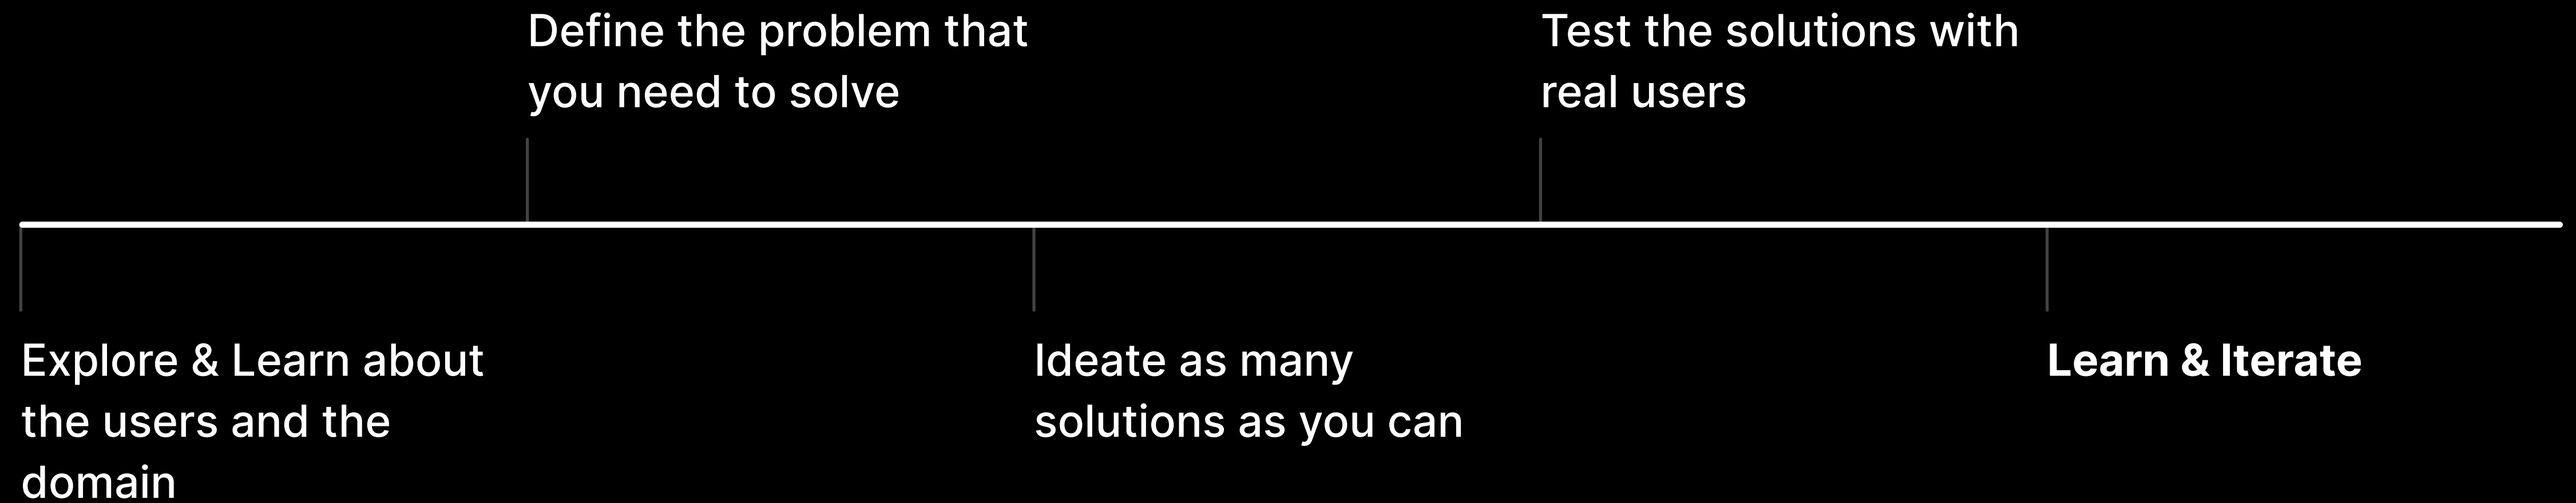 Define the problem that
you need to solve
Test the solutions with
real users
Explore & Learn about
the users and the
domain
Ideate as many
solutions as you can
Learn & Iterate